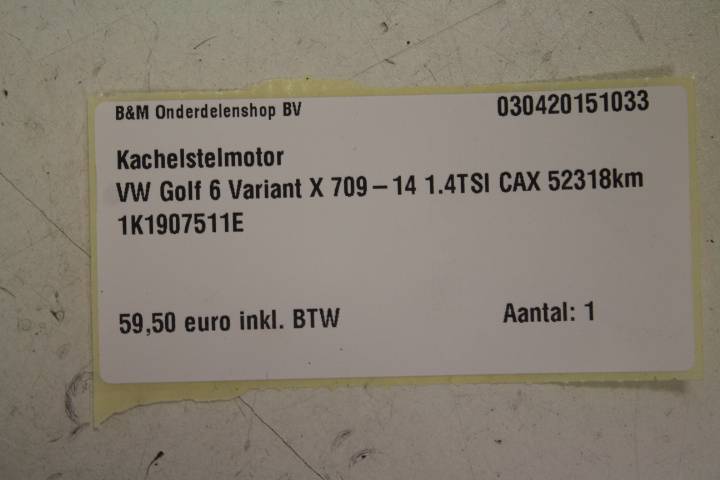 B&M Onderdelenshop BV 030420151033
Kachelstelmotor
VW Golf 6 Variant X 709-14 1.4TSI CAX 52318km
1K1907511E
59,50 euro inkl. BTW Aantal: 1